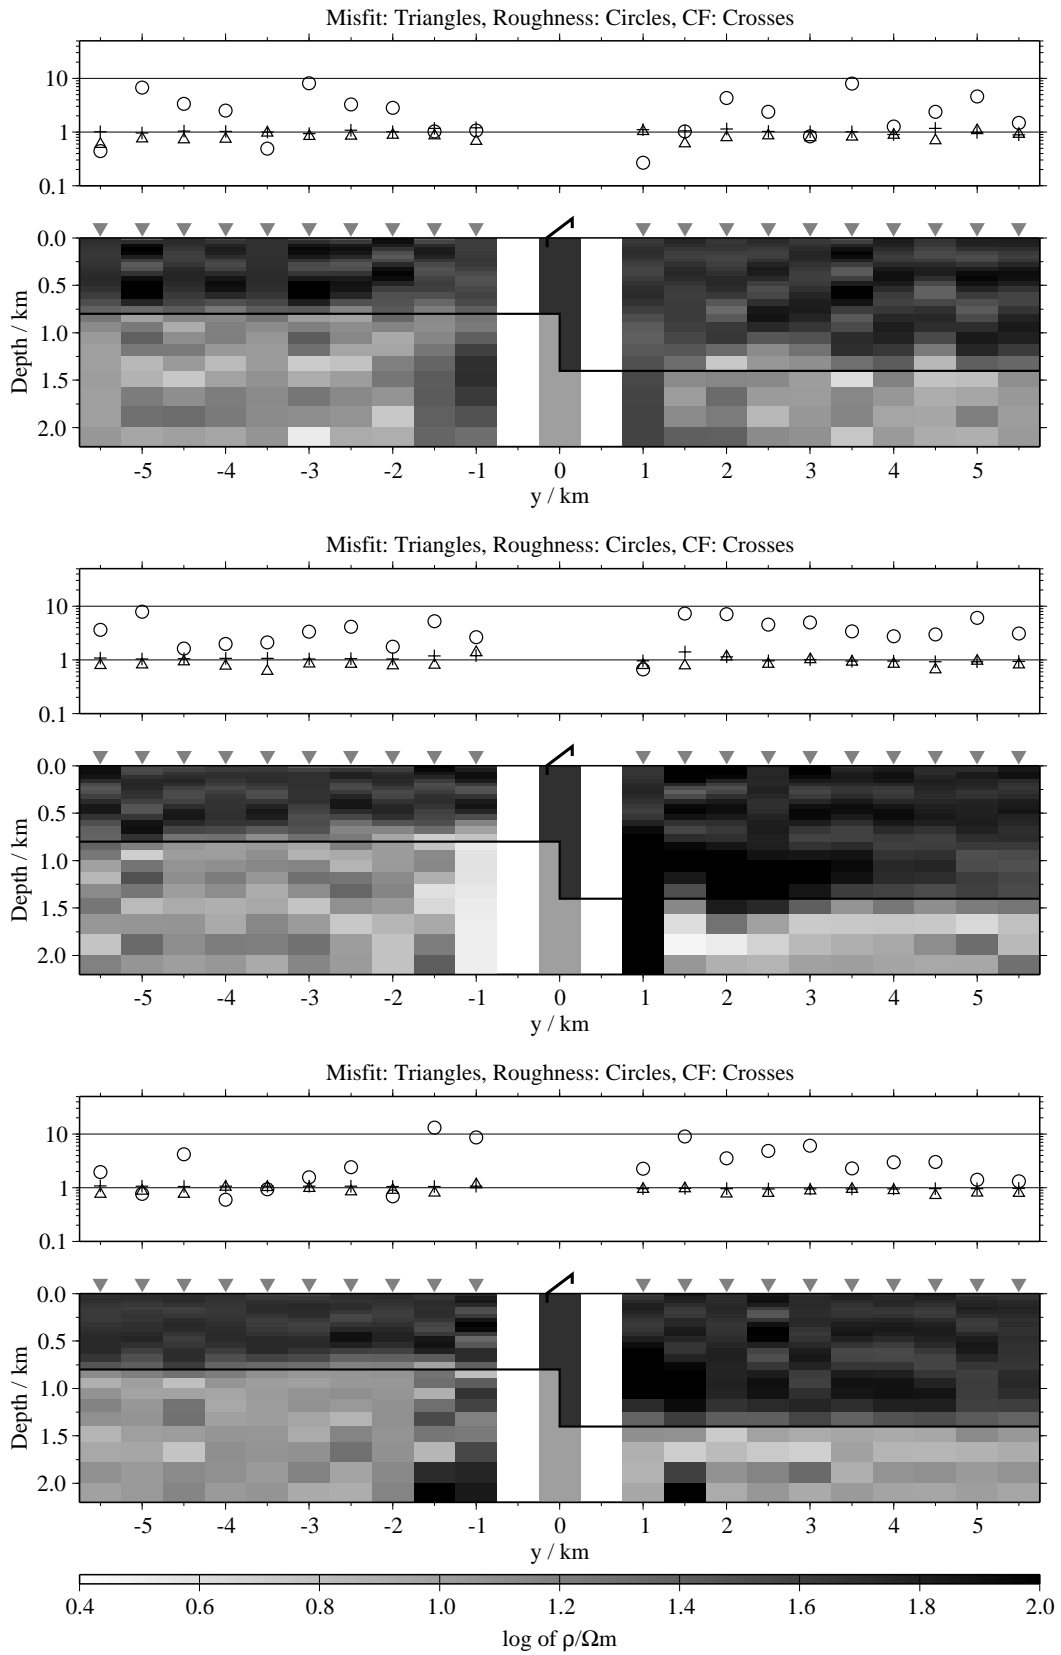 Misfit: Triangles, Roughness: Circles, CF: Crosses
10
1
0.1
0.0
0.5
1.0
1.5
2.0
Depth / km
-5 -4 -3 -2 -1 0 1 2 3 4 5
y / km
Misfit: Triangles, Roughness: Circles, CF: Crosses
10
1
0.1
0.0
0.5
1.0
1.5
2.0
Depth / km
-5 -4 -3 -2 -1 0 1 2 3 4 5
y / km
Misfit: Triangles, Roughness: Circles, CF: Crosses
10
1
0.1
0.0
0.5
1.0
1.5
2.0
Depth / km
-5 -4 -3 -2 -1 0 1 2 3 4 5
y / km
0.4 0.6 0.8 1.0 1.2 1.4 1.6 1.8 2.0
log of ρ/Ωm